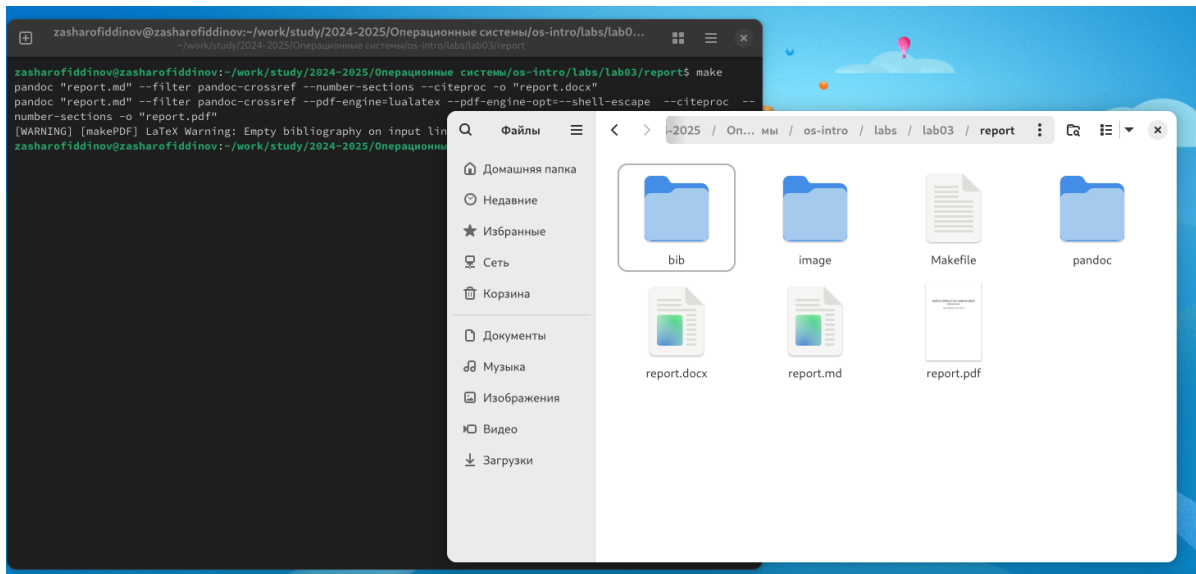 zasharofiddinov@zasharofiddinov:~/work/study/2024-2025/Операционные системы/os-intro/labs/lab0...
~/work/study/2024-2025/Операционные системы/os-intro/labs/lab03/report
zasharofiddinov@zasharofiddinov:~/work/study/2024-2025/Операционные системы/os-intro/labs/lab03/report$ make
pandoc "report.md" --filter pandoc-crossref --number-sections --citeproc -o "report.docx"
pandoc "report.md" --filter pandoc-crossref --pdf-engine=lualatex --pdf-engine-opt=--shell-escape --citeproc --
number-sections -o "report.pdf"
[WARNING] [makePDF] LaTeX Warning: Empty bibliography on input lin
zasharofiddinov@zasharofiddinov:~/work/study/2024-2025/Операционны
Файлы
-2025 / Оп... мы / os-intro / labs / lab03 / report
Домашняя папка
Недавние
Избранные
Сеть
Корзина
Документы
Музыка
Изображения
Видео
Загрузки
bib image Makefile pandoc
report.docx report.md report.pdf